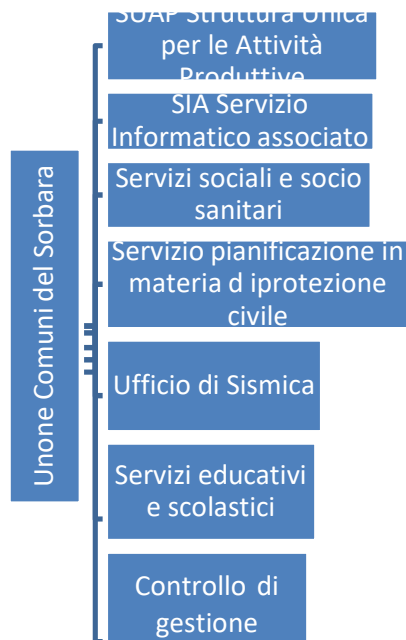 SUAP Struttura Unica
per le Attività
Produttive
SIA Servizio
Informatico associato
Servizi sociali e socio
sanitari
Servizio pianificazione in
materia d iprotezione
civile
Ufficio di Sismica
Servizi educativi
e scolastici
Controllo di
gestione
Unone Comuni del Sorbara